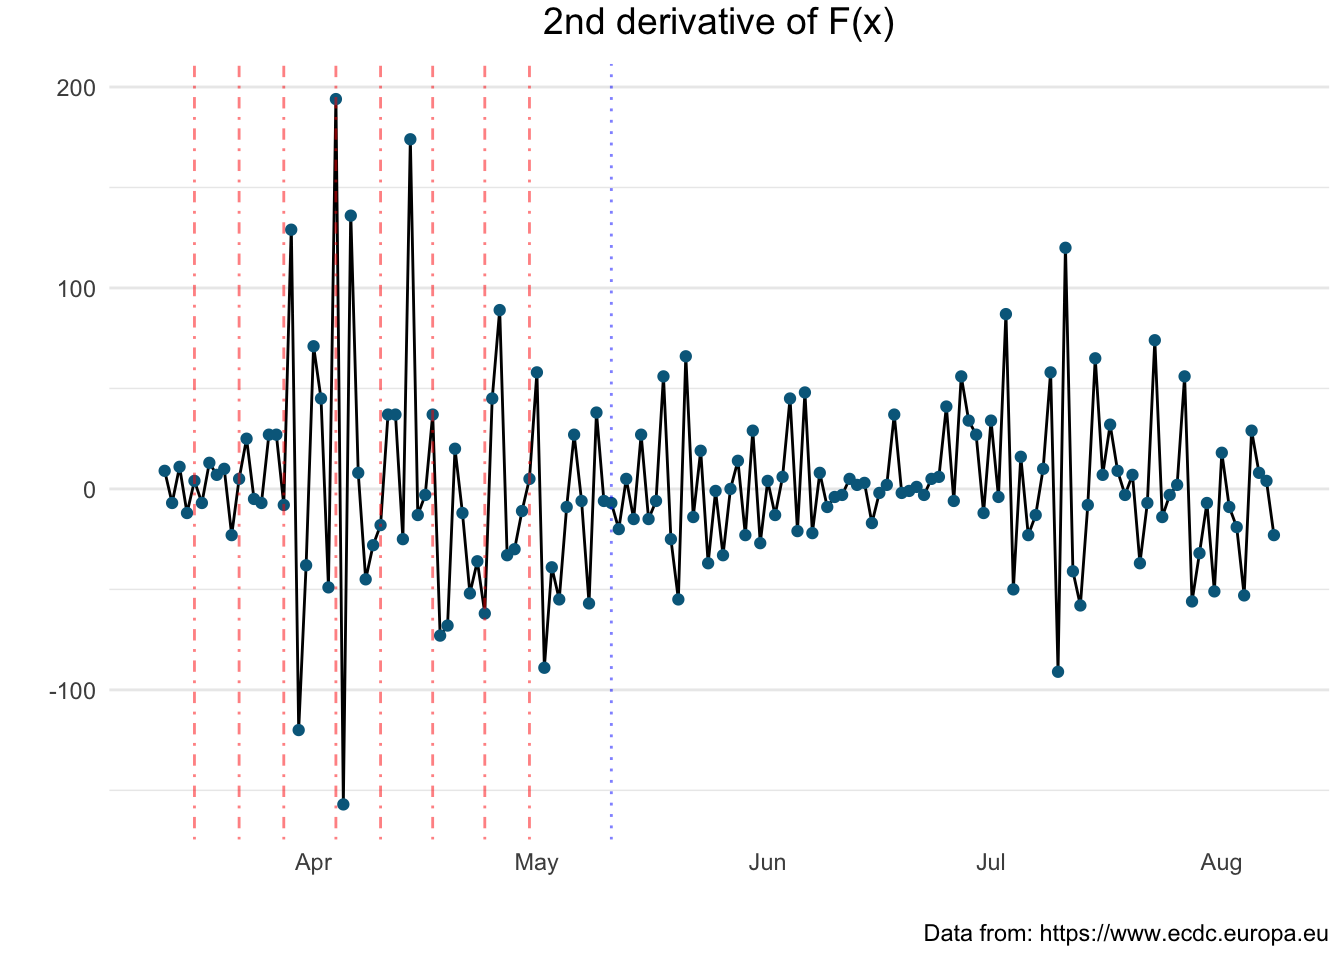 2nd derivative of F(x)
200
100
0
-100
Apr May Jun Jul Aug
Data from: https://www.ecdc.europa.eu